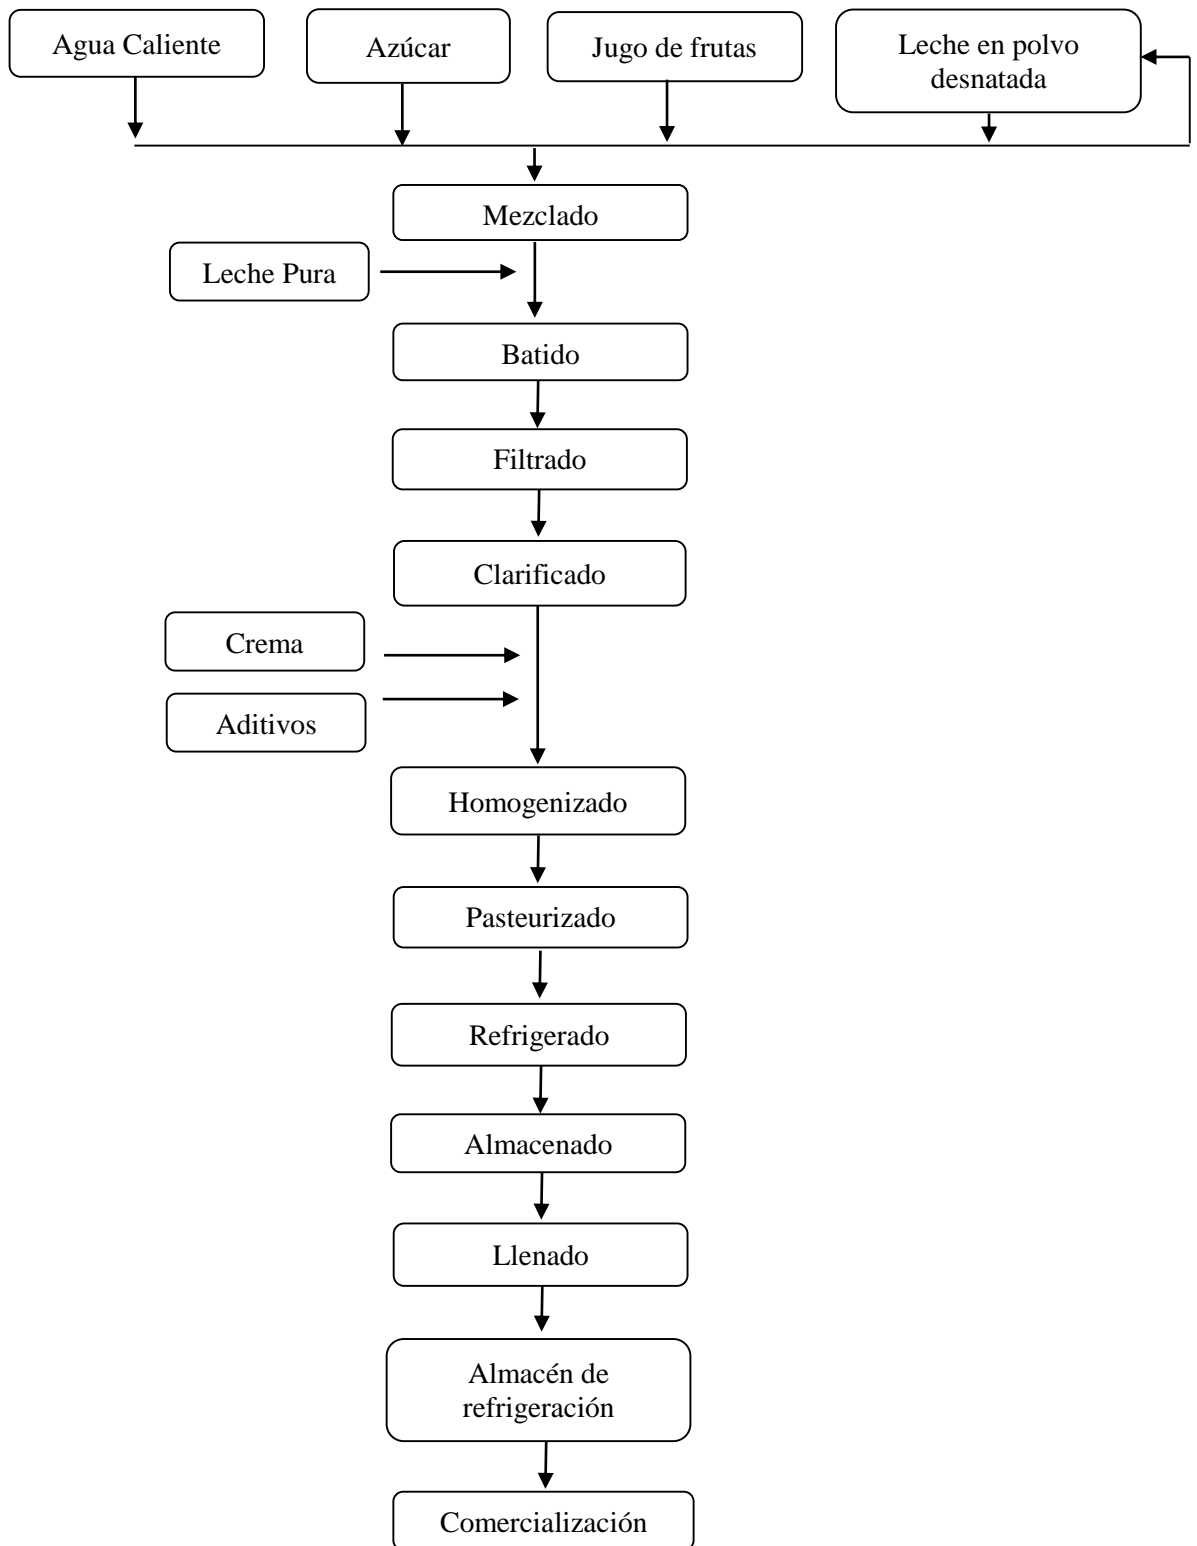 Agua Caliente
Azúcar
Jugo de frutas
Leche en polvo
desnatada
Mezclado
Leche Pura
Batido
Filtrado
Clarificado
Crema
Aditivos
Homogenizado
Pasteurizado
Refrigerado
Almacenado
Llenado
Almacén de
refrigeración
Comercialización